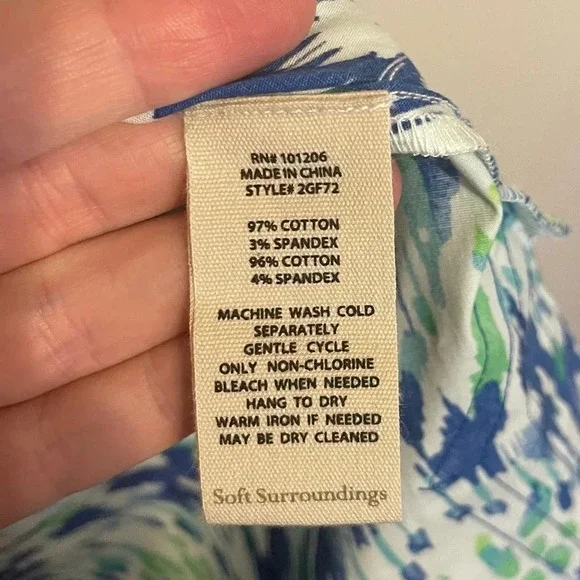 RN# 101206
MADE IN CHINA
STYLE# 2GF72
97% COTTON
3% SPANDEX
96% COTTON
4% SPANDEX
MACHINE WASH COLD
SEPARATELY
GENTLE CYCLE
ONLY NON-CHLORINE
BLEACH WHEN NEEDED
HANG TO DRY
WARM IRON IF NEEDED
MAY BE DRY CLEANED
Soft Surroundings